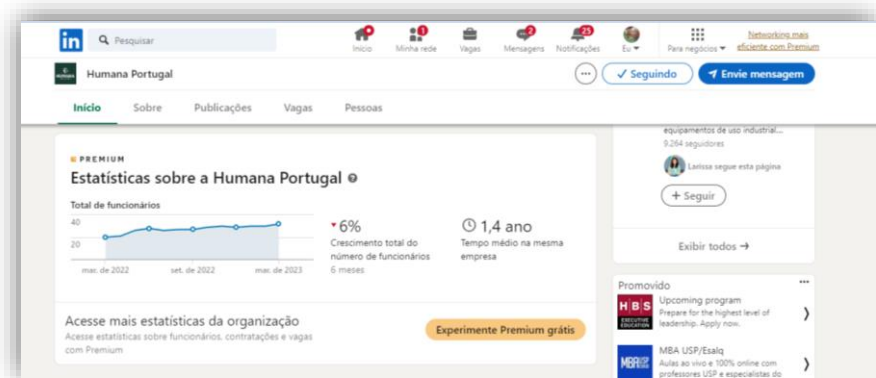 in
Pesquisar
Início
Minha rede
Vagas
Mensagens
Notificações
Eu
Para negócios
Networking mais
eficiente com Premium
1
2
25
Humana Portugal
Seguindo
Envie mensagem
Início
Sobre
Publicações
Vagas
Pessoas
PREMIUM
Estatísticas sobre a Humana Portugal
Total de funcionários
40
20
mar. de 2022
set. de 2022
mar. de 2023
6%
Crescimento total do
número de funcionários
6 meses
1,4 ano
Tempo médio na mesma
empresa
Acesse mais estatísticas da organização
Acesse estatísticas sobre funcionários, contratações e vagas
com Premium
Experimente Premium grátis
equipamentos de uso industrial...
9.264 seguidores
Larissa segue esta página
+ Seguir
Exibir todos →
Promovido
HBS
EXECUTIVE
EDUCATION
Upcoming program
Prepare for the highest level of
leadership. Apply now.
MBA USP/Esalq
Aulas ao vivo e 100% online com
professores USP e especialistas do